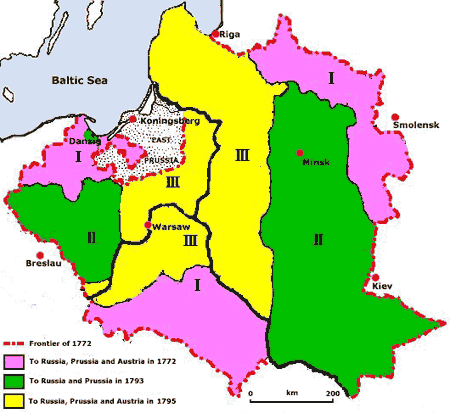 Riga
I
Baltic Sea
Smolensk
Koningsberg
Danzig
EAST
PRUSSIA
I
III
III
Minsk
II
Warsaw
III
II
Breslau
I
Kiev
Frontier of 1772
To Russia, Prussia and Austria in 1772
To Russia and Prussia in 1793
To Russia, Prussia and Austria in 1795
0 km 200